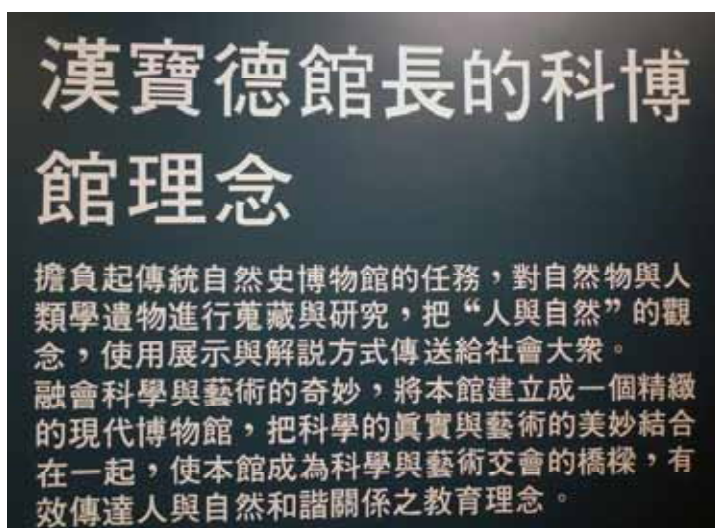 漢寶德館長的科博
館理念
擔負起傳統自然史博物館的任務，對自然物與人
類學遺物進行蒐藏與研究，把“人與自然”的觀
念，使用展示與解說方式傳送給社會大衆。
融會科學與藝術的奇妙，將本館建立成一個精緻
的現代博物館，把科學的眞實與藝術的美妙結合
在一起，使本館成為科學與藝術交會的橋樑，有
效傳達人與自然和諧關係之教育理念。